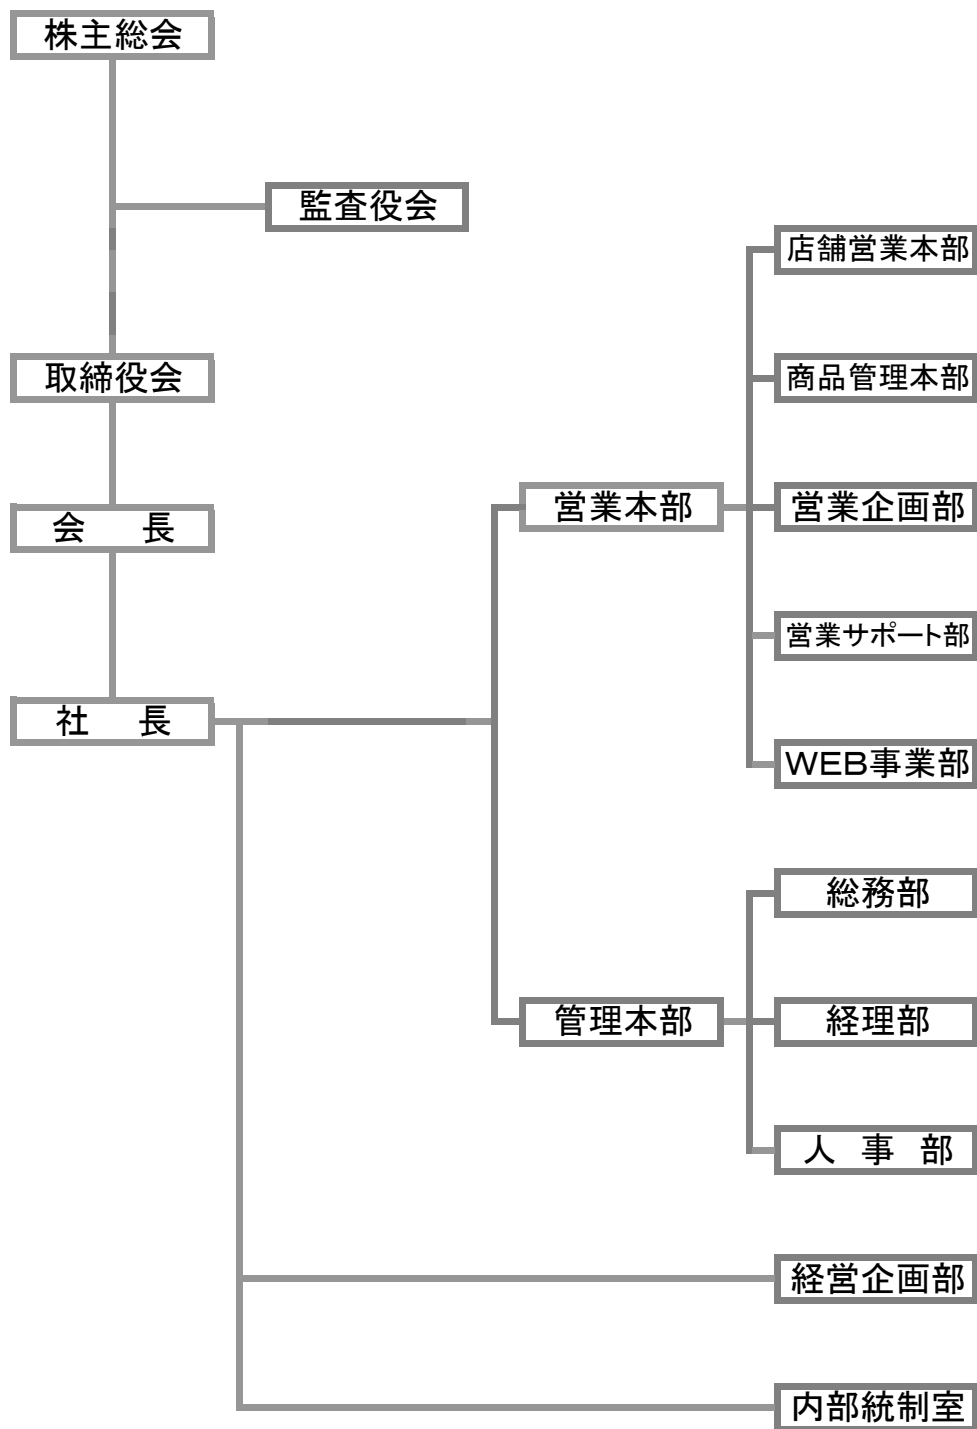 株主総会
監査役会
店舗営業本部
取締役会
商品管理本部
営業本部
営業企画部
会　長
営業サポート部
社　長
ＷＥＢ事業部
総務部
管理本部
経理部
人 事 部
経営企画部
内部統制室